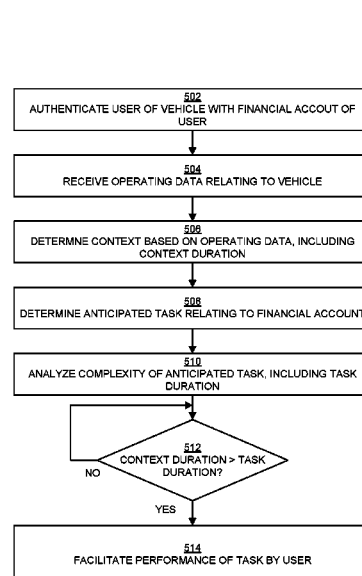 502
AUTHENTICATE USER OF VEHICLE WITH FINANCIAL ACCOUT OF
USER
504
RECEIVE OPERATING DATA RELATING TO VEHICLE
506
DETERMNE CONTEXT BASED ON OPERATING DATA, INCLUDING
CONTEXT DURATION
508
DETERMINE ANTICIPATED TASK RELATING TO FINANCIAL ACCOUNT
510
ANALYZE COMPLEXITY OF ANTICIPATED TASK, INCLUDING TASK
DURATION
512
CONTEXT DURATION > TASK
DURATION?
NO
YES
514
FACILITATE PERFORMANCE OF TASK BY USER